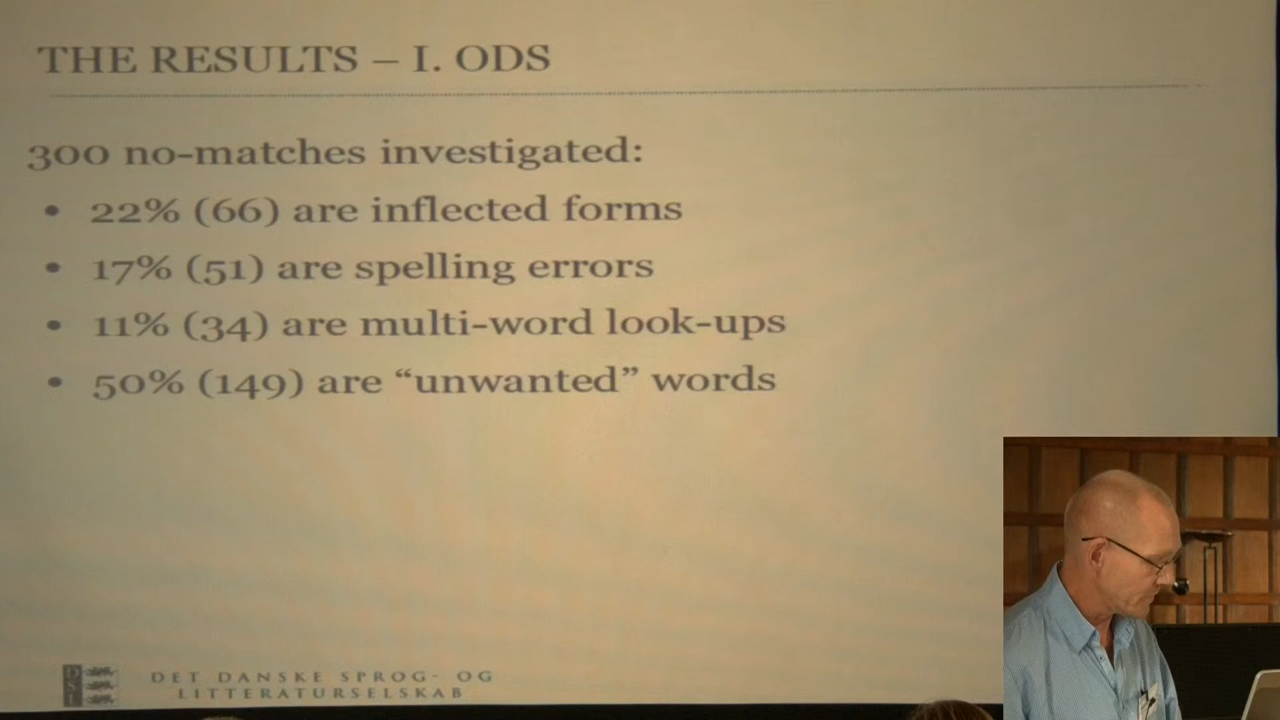 THE RESULTS – I. ODS
300 no-matches investigated:
• 22% (66) are inflected forms
• 17% (51) are spelling errors
• 11% (34) are multi-word look-ups
• 50% (149) are “unwanted” words
DSL
DET DANSKE SPROG- OG
LITTERATURSELSKAB